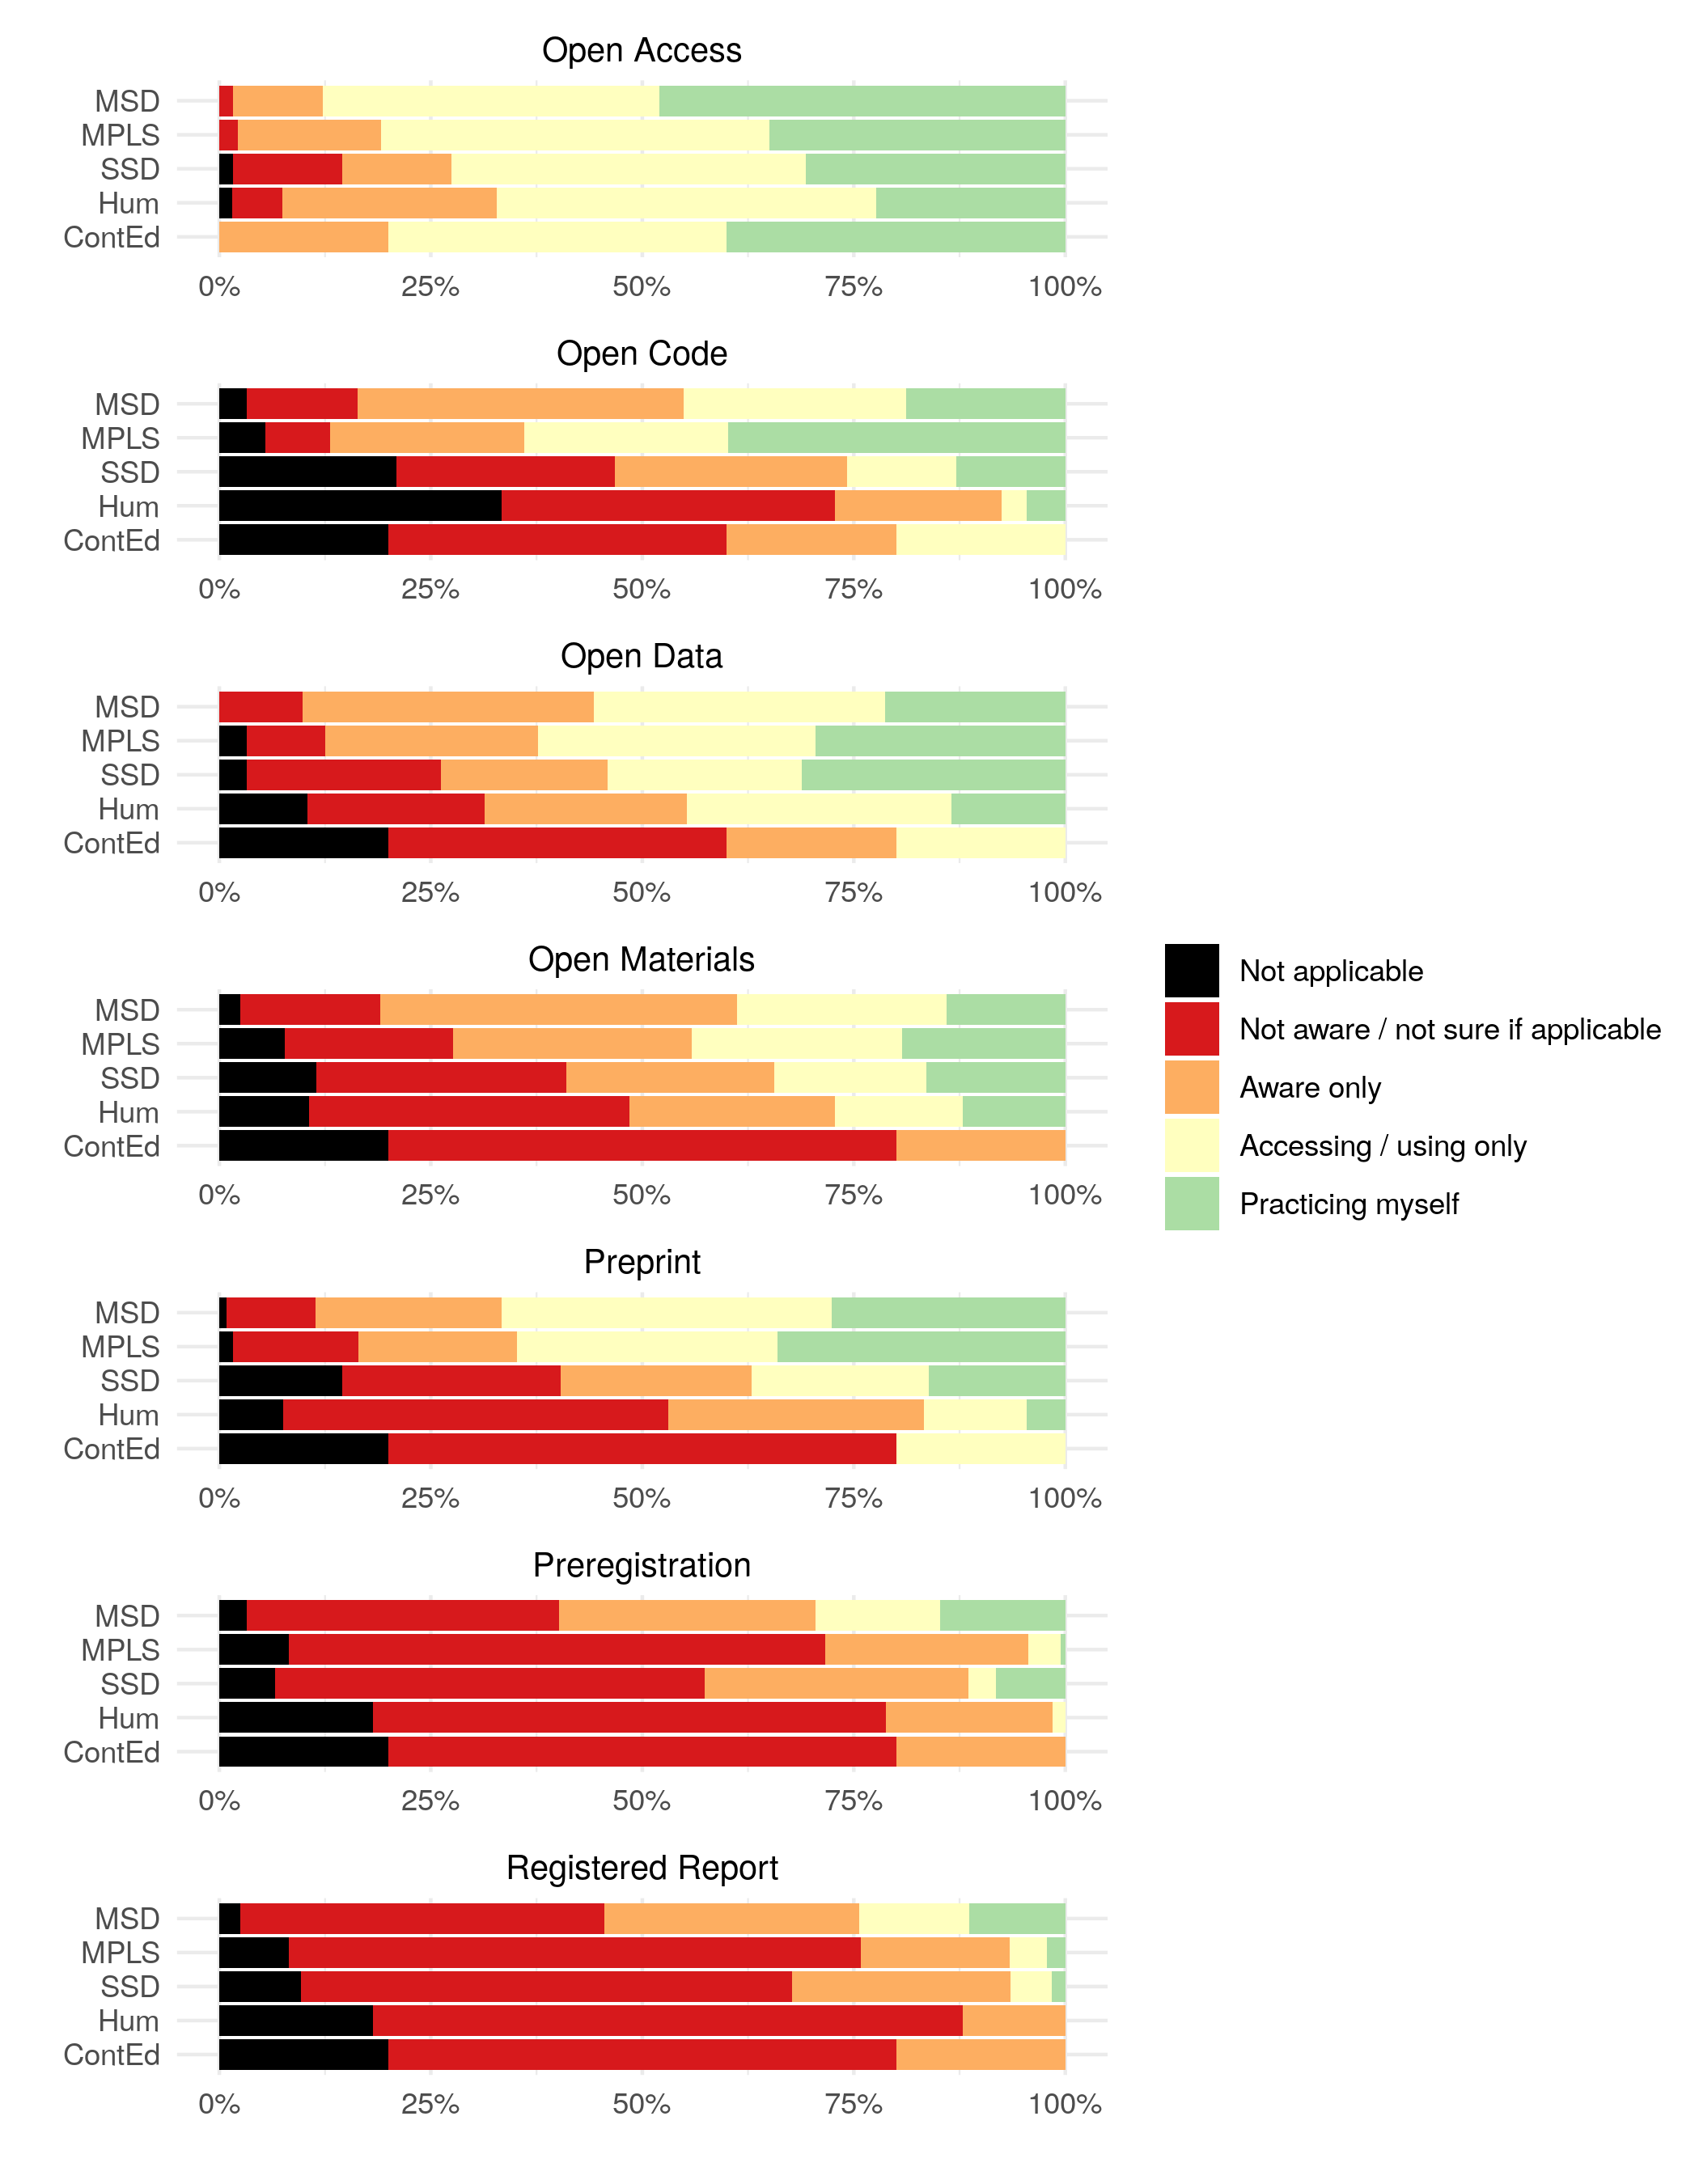 Open Access
MSD
MPLS
SSD
Hum
ContEd
0% 25% 50% 75% 100%
Open Code
MSD
MPLS
SSD
Hum
ContEd
0% 25% 50% 75% 100%
Open Data
MSD
MPLS
SSD
Hum
ContEd
0% 25% 50% 75% 100%
Open Materials
MSD
MPLS
SSD
Hum
ContEd
0% 25% 50% 75% 100%
Not applicable
Not aware / not sure if applicable
Aware only
Accessing / using only
Practicing myself
Preprint
MSD
MPLS
SSD
Hum
ContEd
0% 25% 50% 75% 100%
Preregistration
MSD
MPLS
SSD
Hum
ContEd
0% 25% 50% 75% 100%
Registered Report
MSD
MPLS
SSD
Hum
ContEd
0% 25% 50% 75% 100%